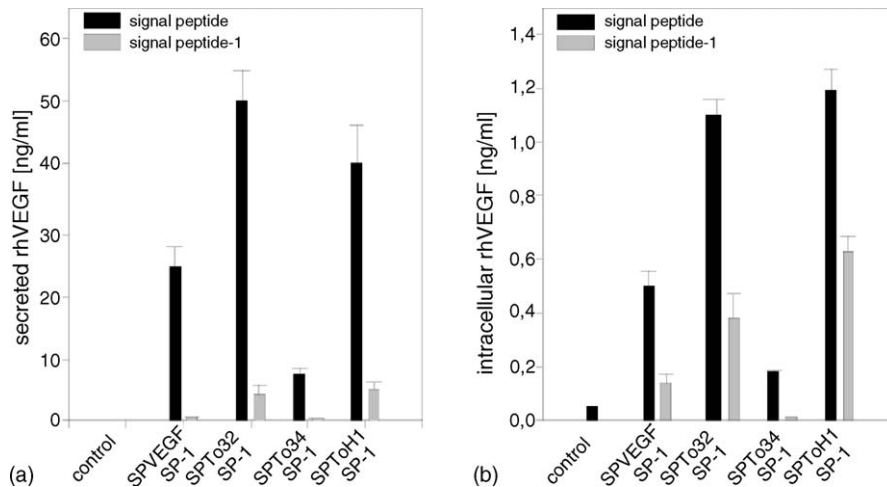 signal peptide
signal peptide-1
secreted rhVEGF [ng/ml]
60
50
40
30
20
10
0
control
SPVEGF
SP-1
SPTo32
SP-1
SPTo34
SP-1
SPToH1
SP-1
(a)
signal peptide
signal peptide-1
intracellular rhVEGF [ng/ml]
1,4
1,2
1,0
0,8
0,6
0,4
0,2
0,0
control
SPVEGF
SP-1
SPTo32
SP-1
SPTo34
SP-1
SPToH1
SP-1
(b)